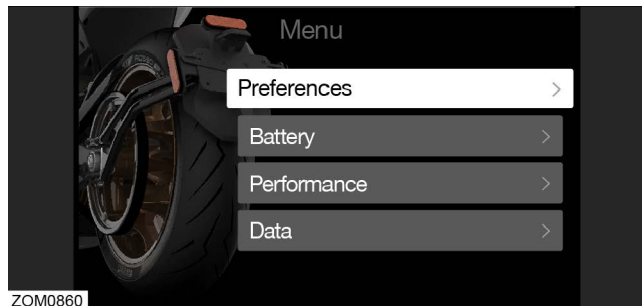 Menu
Preferences
Battery
Performance
Data
ZOM0860